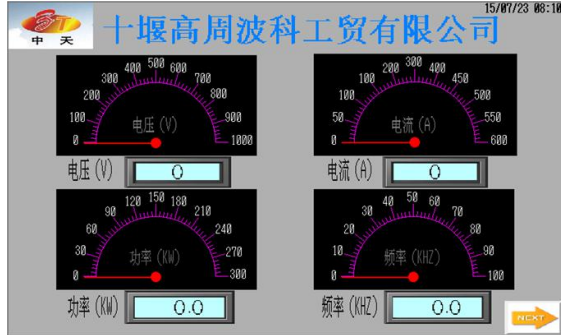 15/07/23 08:10
中天
十堰高周波科工贸有限公司
0 100 200 300 400 500 600 700 800 900 1000
电压(V)
0 50 100 150 200 300 400 450 500 550 600
电流(A)
电压(V) 0
电流(A) 0
0 30 60 90 120 150 180 210 240 270 300
功率(KW)
0 10 20 30 40 50 60 70 80 90 100
频率(KHZ)
功率(KW) 0.0
频率(KHZ) 0.0
NEXT